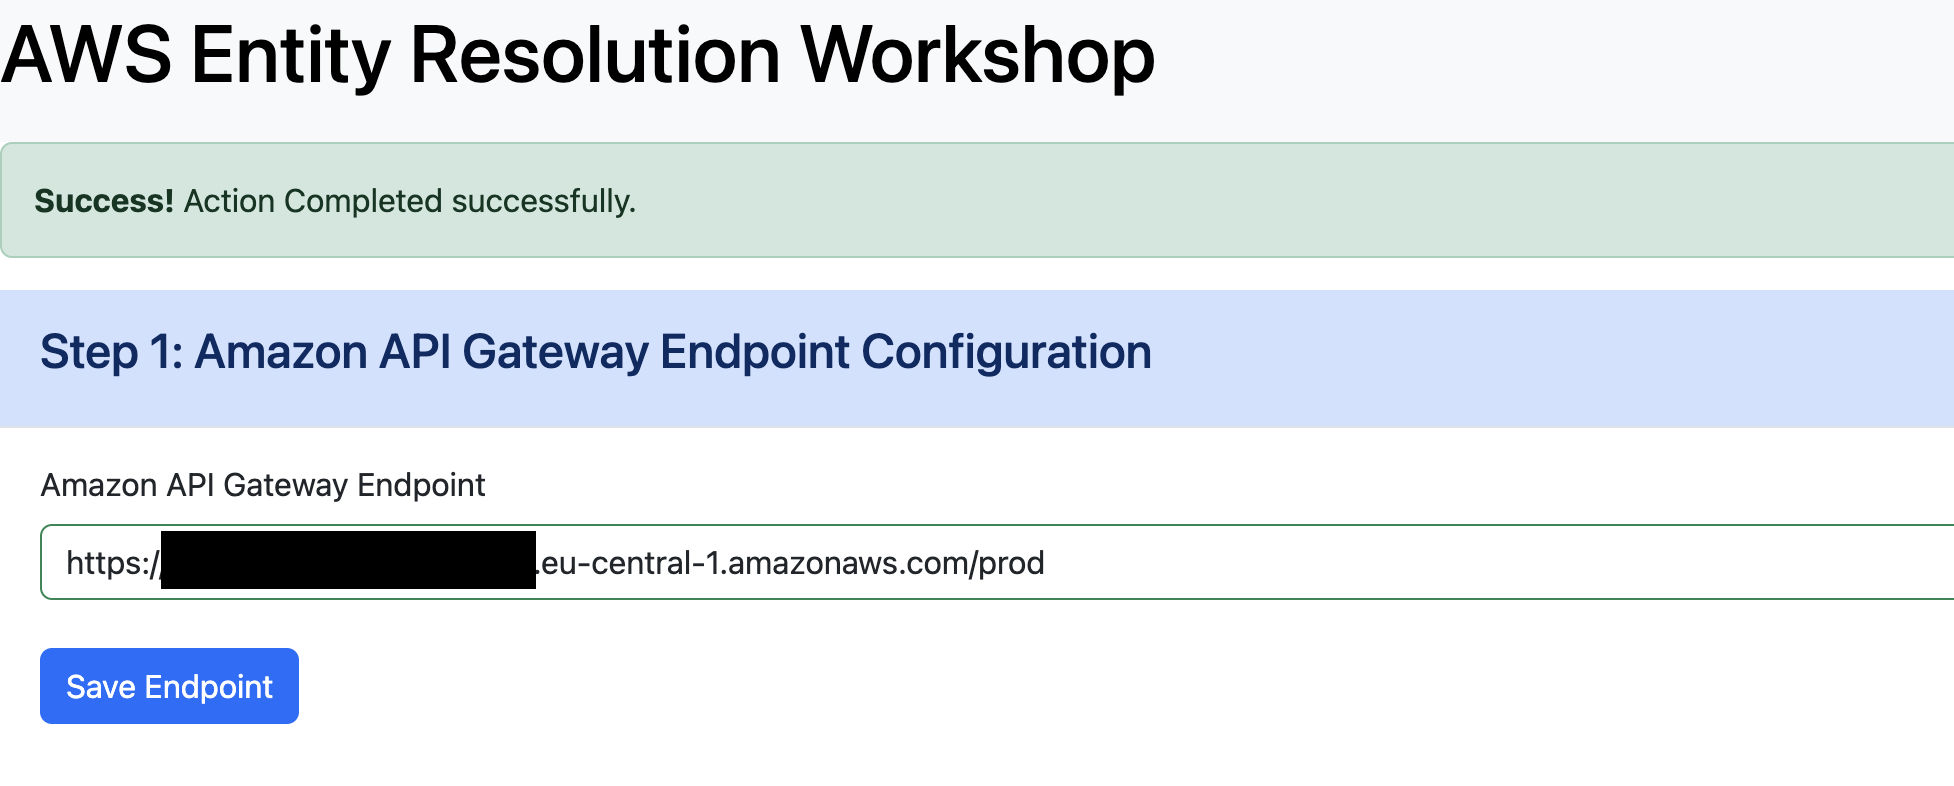 AWS Entity Resolution Workshop
Success! Action Completed successfully.
Step 1: Amazon API Gateway Endpoint Configuration
Amazon API Gateway Endpoint
https:// .eu-central-1.amazonaws.com/prod
Save Endpoint